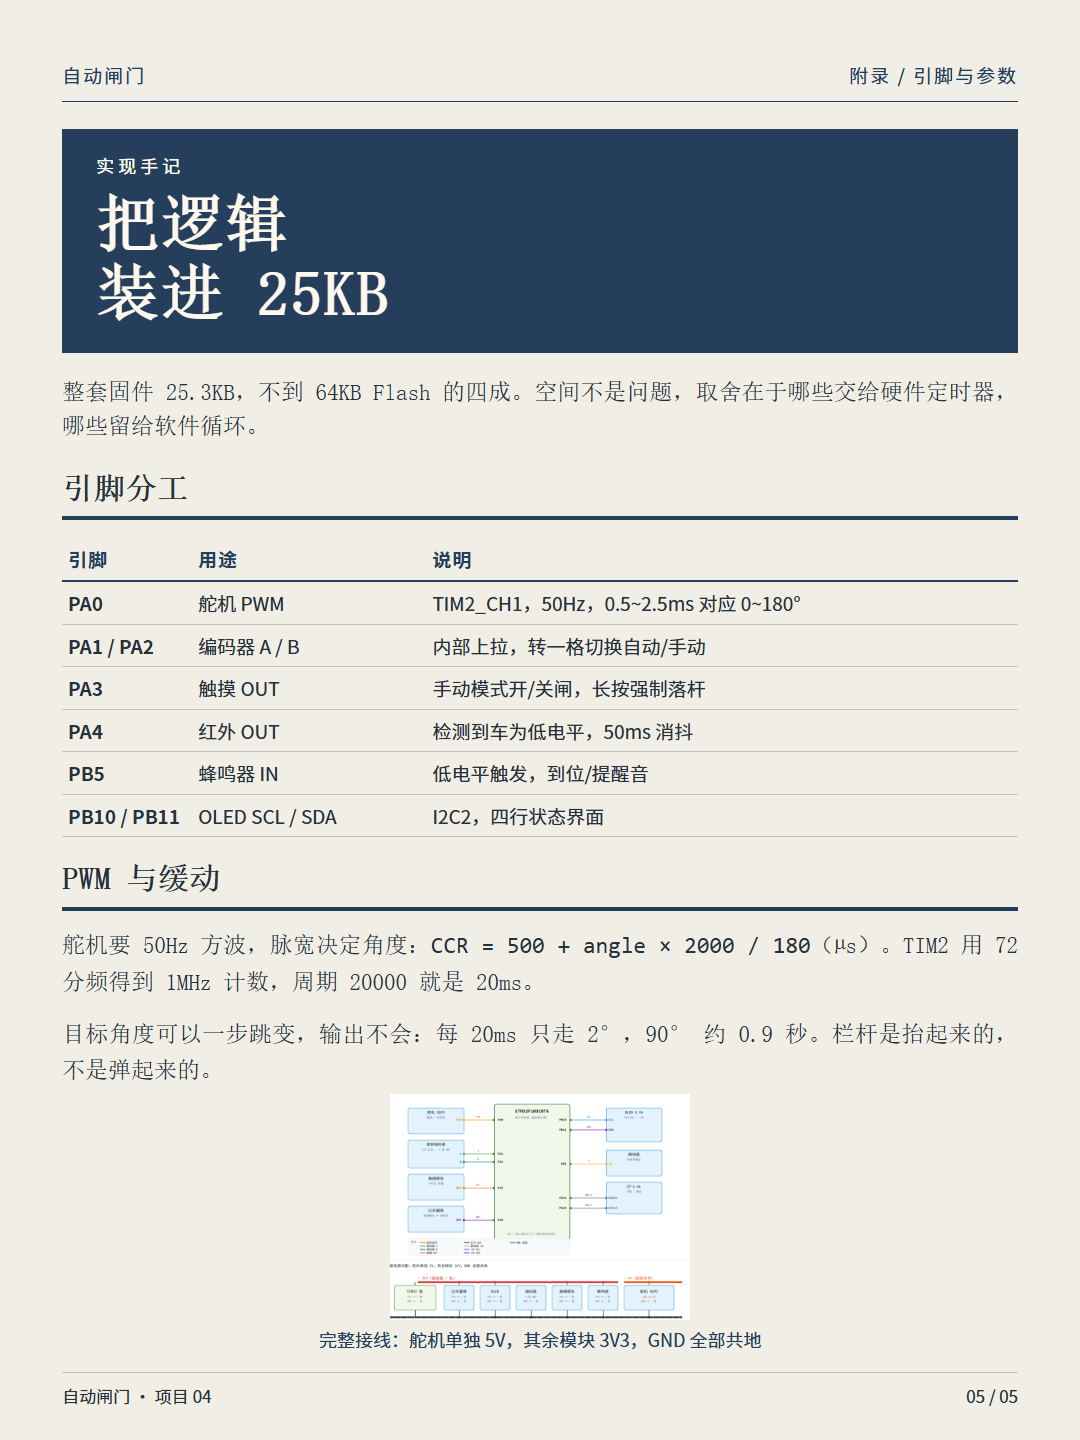 自动闸门
附录 / 引脚与参数
实现手记
把逻辑
装进 25KB
整套固件 25.3KB，不到 64KB Flash 的四成。空间不是问题，取舍在于哪些交给硬件定时器，
哪些留给软件循环。
引脚分工
引脚 用途 说明
PA0 舵机 PWM TIM2_CH1，50Hz，0.5~2.5ms 对应 0~180°
PA1 / PA2 编码器 A / B 内部上拉，转一格切换自动/手动
PA3 触摸 OUT 手动模式开/关闸，长按强制落杆
PA4 红外 OUT 检测到车为低电平，50ms 消抖
PB5 蜂鸣器 IN 低电平触发，到位/提醒音
PB10 / PB11 OLED SCL / SDA I2C2，四行状态界面
PWM 与缓动
舵机要 50Hz 方波，脉宽决定角度：CCR = 500 + angle × 2000 / 180（μs）。TIM2 用 72
分频得到 1MHz 计数，周期 20000 就是 20ms。
目标角度可以一步跳变，输出不会：每 20ms 只走 2°，90° 约 0.9 秒。栏杆是抬起来的，
不是弹起来的。
完整接线：舵机单独 5V，其余模块 3V3，GND 全部共地
自动闸门 · 项目 04
05 / 05